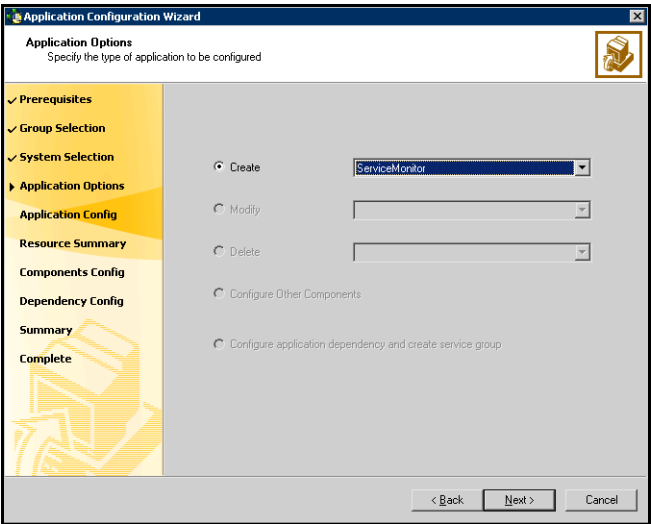 Application Configuration Wizard
Application Options
Specify the type of application to be configured
Prerequisites
Group Selection
System Selection
Application Options
Application Config
Resource Summary
Components Config
Dependency Config
Summary
Complete
Create
ServiceMonitor
Modify
Delete
Configure Other Components
Configure application dependency and create service group
< Back
Next >
Cancel